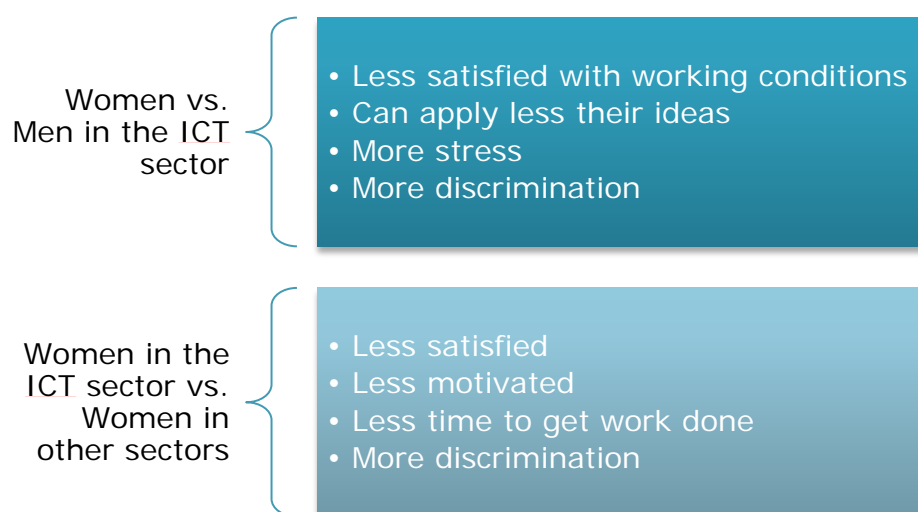 Women vs.
Men in the ICT
sector
• Less satisfied with working conditions
• Can apply less their ideas
• More stress
• More discrimination
Women in the
ICT sector vs.
Women in
other sectors
• Less satisfied
• Less motivated
• Less time to get work done
• More discrimination